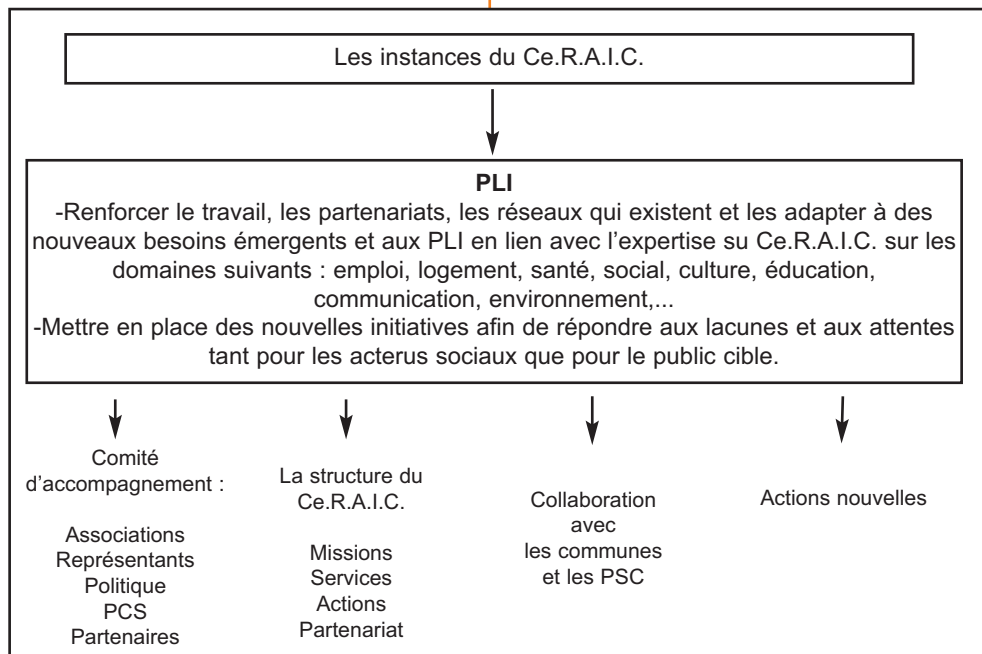 Les instances du Ce.R.A.I.C.
PLI
-Renforcer le travail, les partenariats, les réseaux qui existent et les adapter à des
nouveaux besoins émergents et aux PLI en lien avec l’expertise su Ce.R.A.I.C. sur les
domaines suivants : emploi, logement, santé, social, culture, éducation,
communication, environnement,...
-Mettre en place des nouvelles initiatives afin de répondre aux lacunes et aux attentes
tant pour les acterus sociaux que pour le public cible.
Comité
d’accompagnement :
Associations
Représentants
Politique
PCS
Partenaires
La structure du
Ce.R.A.I.C.
Missions
Services
Actions
Partenariat
Collaboration
avec
les communes
et les PSC
Actions nouvelles